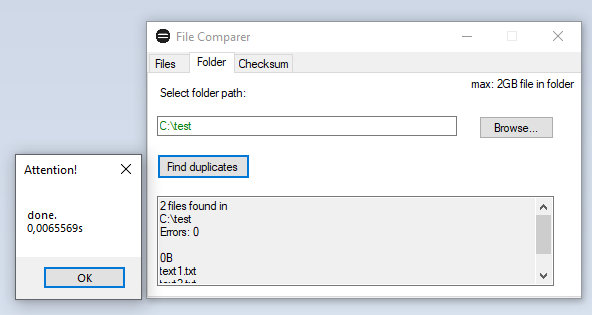 File Comparer
Files Folder Checksum
max: 2GB file in folder
Select folder path:
C:\test
Browse...
Find duplicates
2 files found in
C:\test
Errors: 0
0B
text1.txt
Attention!
done.
0,0065569s
OK